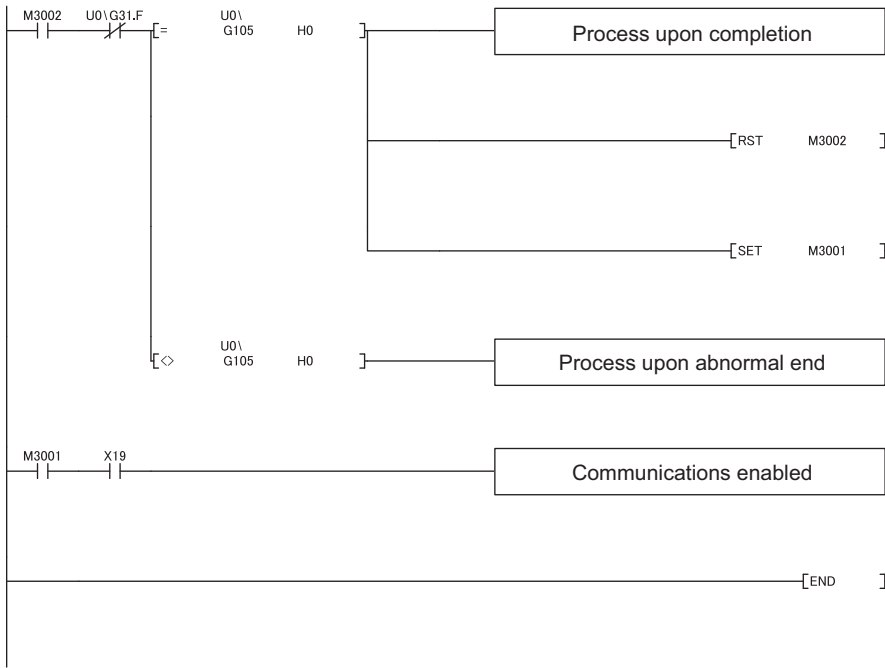 M3002 U0\G31.F U0\
[= G105 H0 ] Process upon completion
[RST M3002 ]
[SET M3001 ]
U0\
[<> G105 H0 ] Process upon abnormal end
M3001 X19
Communications enabled
[END ]